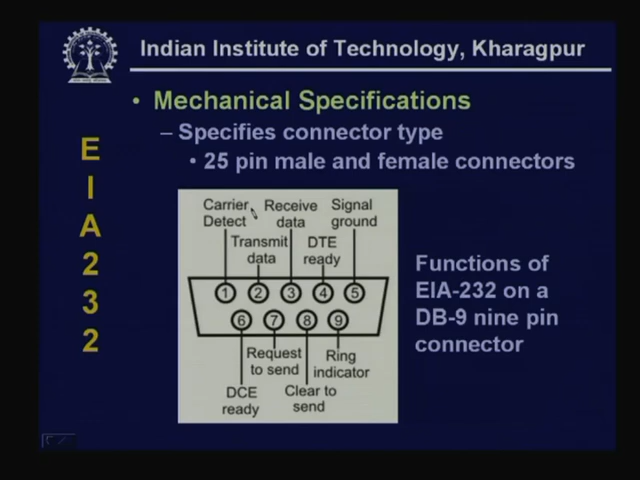 Indian Institute of Technology, Kharagpur
• Mechanical Specifications
– Specifies connector type
• 25 pin male and female connectors
E
I
A
2
3
2
Carrier Detect
Receive data
Signal ground
Transmit data
DTE ready
1 2 3 4 5
6 7 8 9
Request to send
Ring indicator
DCE ready
Clear to send
Functions of
EIA-232 on a
DB-9 nine pin
connector